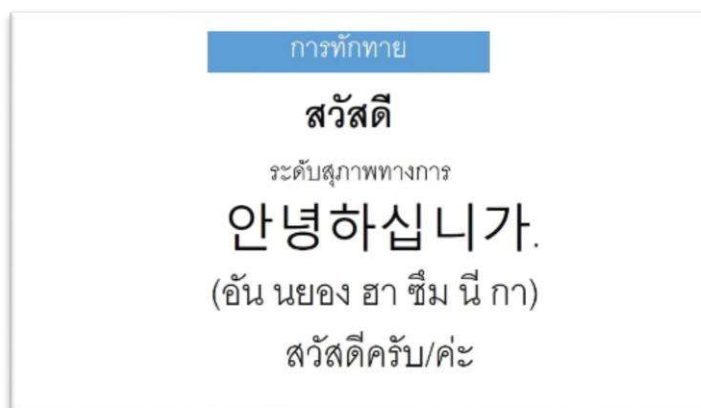 การทักทาย
สวัสดี
ระดับสุภาพทางการ
안녕하십니가.
(อัน นยอง ฮา ซึม นี กา)
สวัสดีครับ/ค่ะ